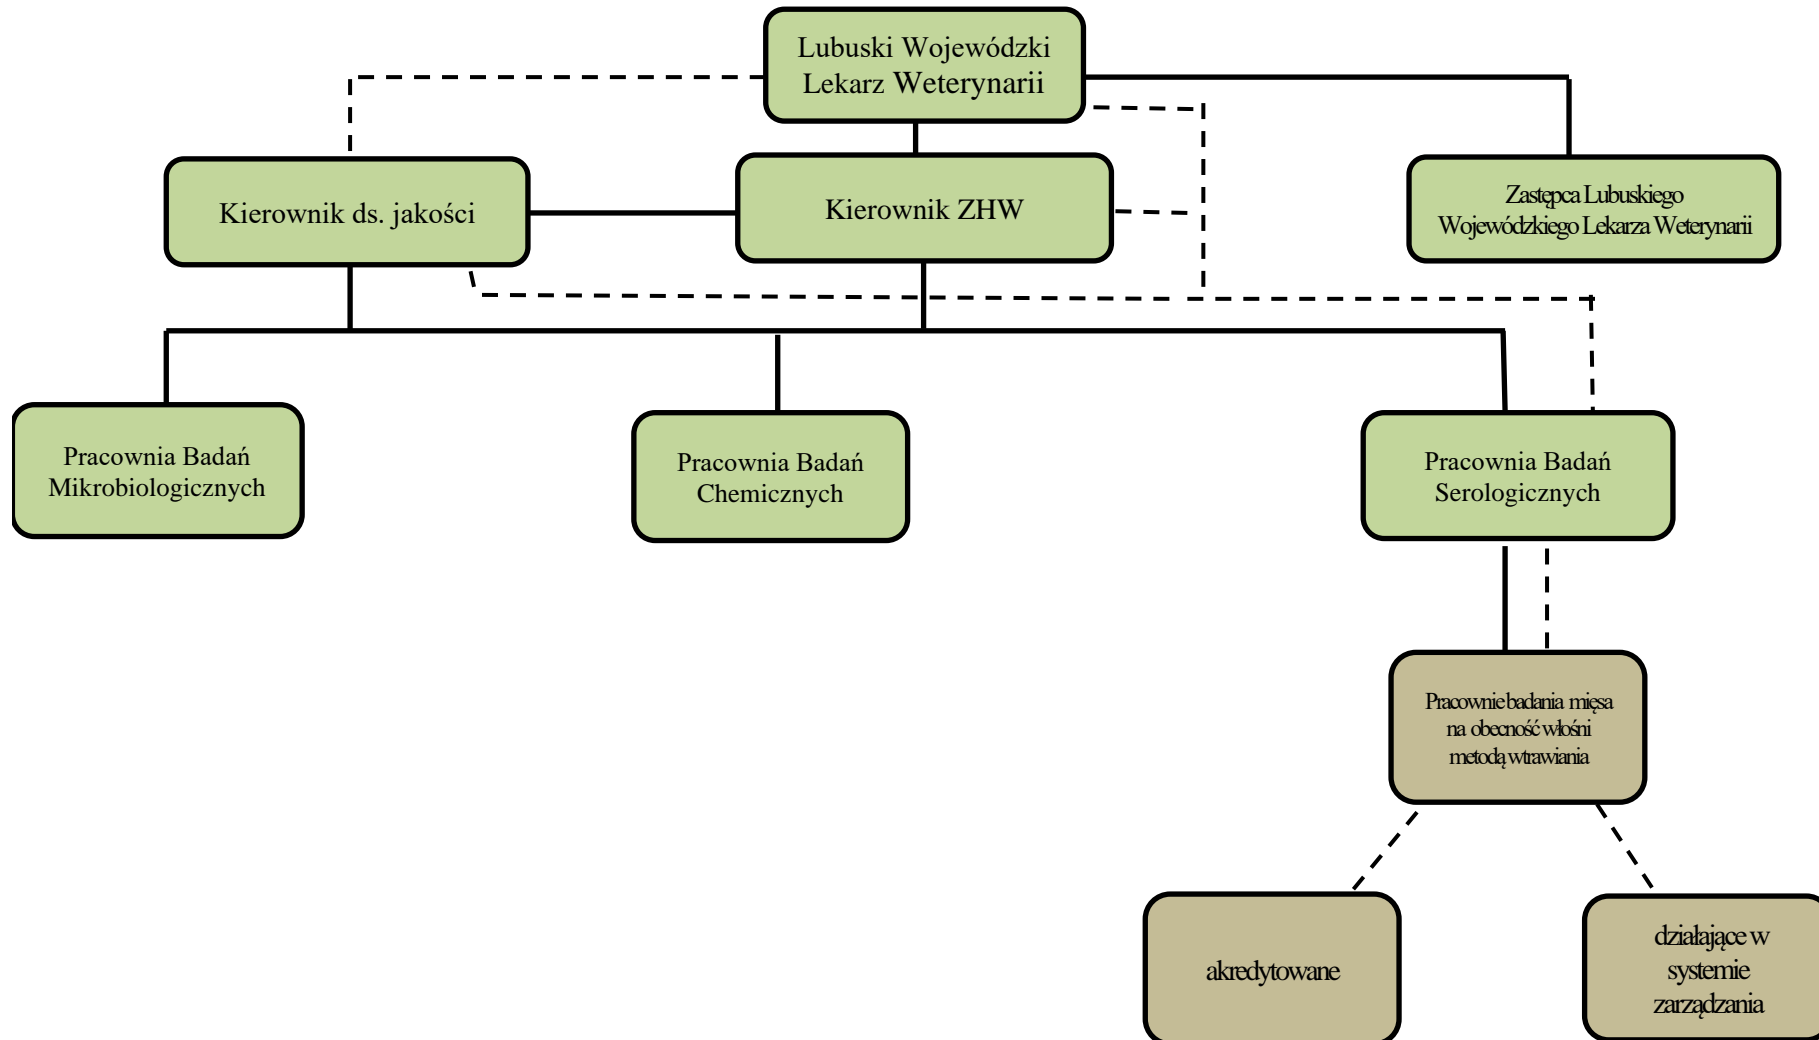 Lubuski Wojewódzki
Lekarz Weterynarii
Kierownik ds. jakości
Kierownik ZHW
Zastępca Lubuskiego
Wojewódzkiego Lekarza Weterynarii
Pracownia Badań
Mikrobiologicznych
Pracownia Badań
Chemicznych
Pracownia Badań
Serologicznych
Pracownie badania mięsa
na obecność włośni
metodą wtrawiania
akredytowane
działające w
systemie
zarządzania